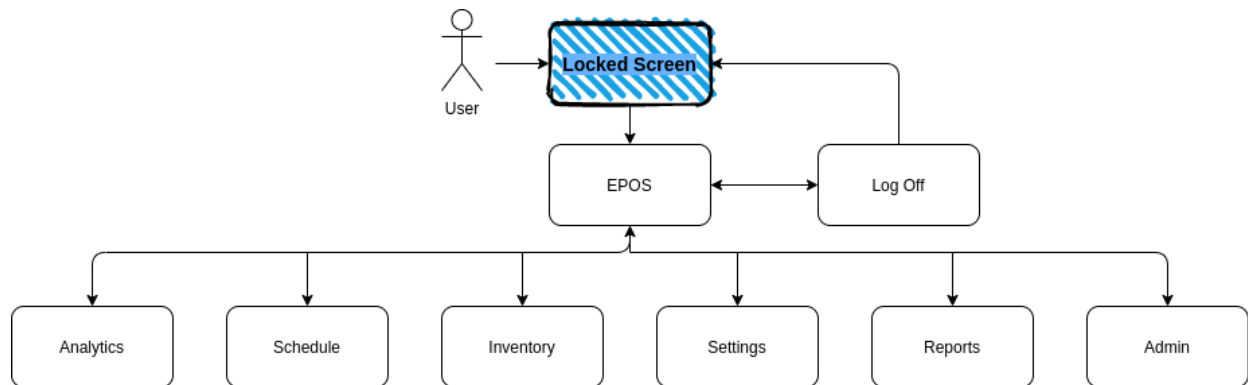 Locked Screen
User
EPOS
Log Off
Analytics
Schedule
Inventory
Settings
Reports
Admin